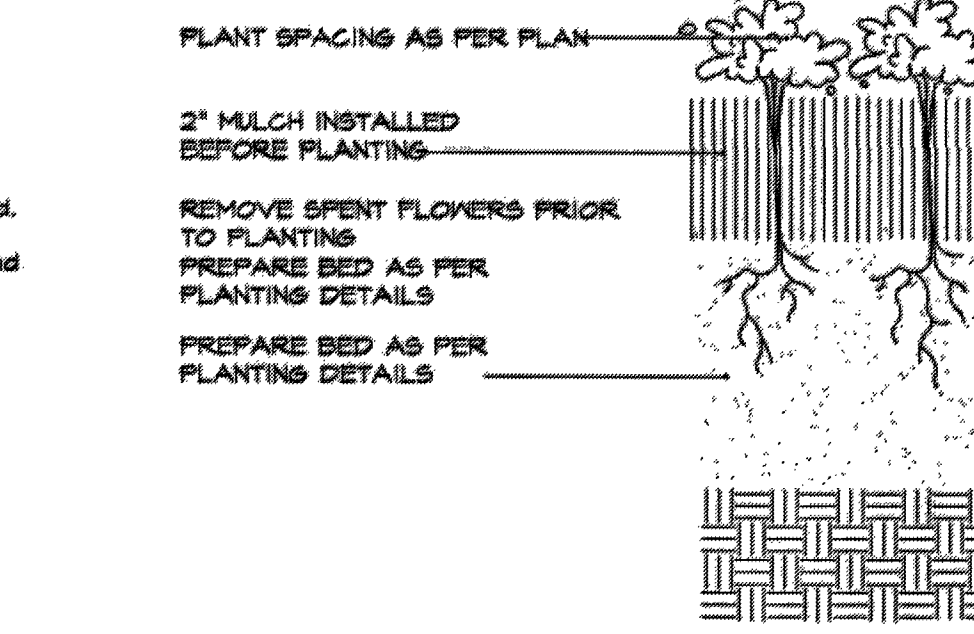 PLANT SPACING AS PER PLAN
2" MULCH INSTALLED
BEFORE PLANTING
REMOVE SPENT FLOWERS PRIOR
TO PLANTING
PREPARE BED AS PER
PLANTING DETAILS
PREPARE BED AS PER
PLANTING DETAILS